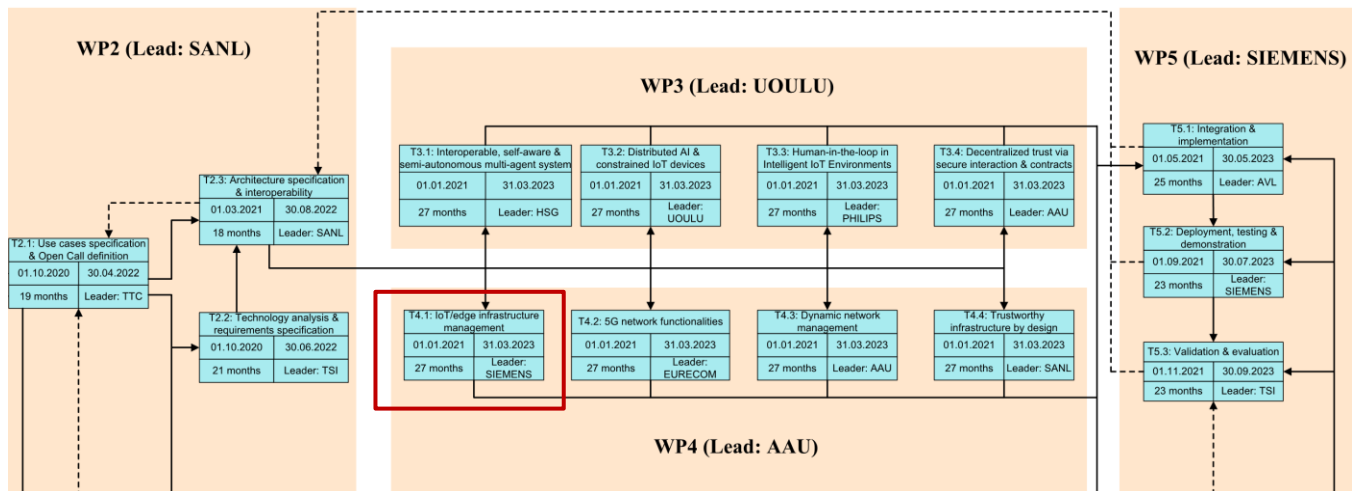 WP2 (Lead: SANL)
T2.3: Architecture specification
& interoperability
01.03.2021 30.08.2022
18 months Leader: SANL
T2.1: Use cases specification
& Open Call definition
01.10.2020 30.04.2022
19 months Leader: TTC
T2.2: Technology analysis &
requirements specification
01.10.2020 30.06.2022
21 months Leader: TSI
WP3 (Lead: UOULU)
T3.1: Interoperable, self-aware &
semi-autonomous multi-agent system
01.01.2021 31.03.2023
27 months Leader: HSG
T3.2: Distributed AI &
constrained IoT devices
01.01.2021 31.03.2023
27 months Leader:
UOULU
T3.3: Human-in-the-loop in
Intelligent IoT Environments
01.01.2021 31.03.2023
27 months Leader:
PHILIPS
T3.4: Decentralized trust via
secure interaction & contracts
01.01.2021 31.03.2023
27 months Leader: AAU
T4.1: IoT/edge infrastructure
management
01.01.2021 31.03.2023
27 months Leader:
SIEMENS
T4.2: 5G network functionalities
01.01.2021 31.03.2023
27 months Leader:
EURECOM
T4.3: Dynamic network
management
01.01.2021 31.03.2023
27 months Leader: AAU
T4.4: Trustworthy
infrastructure by design
01.01.2021 31.03.2023
27 months Leader: SANL
WP4 (Lead: AAU)
WP5 (Lead: SIEMENS)
T5.1: Integration &
implementation
01.05.2021 30.05.2023
25 months Leader: AVL
T5.2: Deployment, testing &
demonstration
01.09.2021 30.07.2023
23 months Leader:
SIEMENS
T5.3: Validation & evaluation
01.11.2021 30.09.2023
23 months Leader: TSI